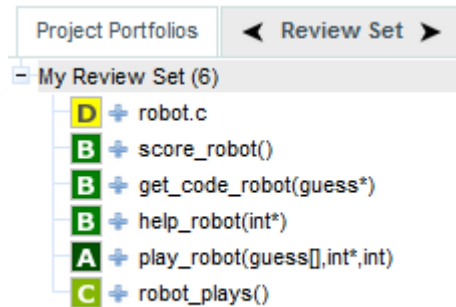 Project Portfolios Review Set
My Review Set (6)
D robot.c
B score_robot()
B get_code_robot(guess*)
B help_robot(int*)
A play_robot(guess[],int*,int)
C robot_plays()